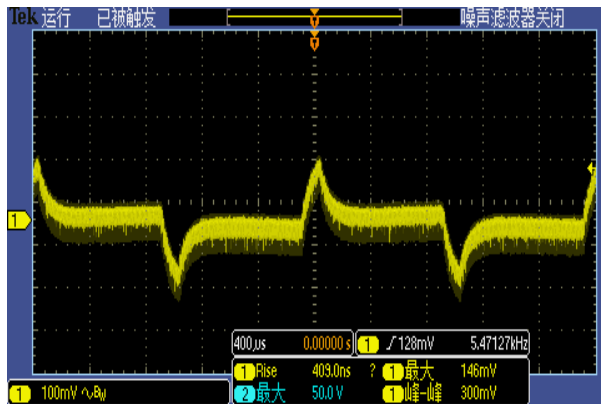 Tek 运行 已被触发 噪声滤波器关闭
T
1
400µs 0.00000 s 1 128mV 5.47127kHz
1 Rise 409.0ns ? 1 最大 146mV
2 最大 50.0 V 1 峰-峰 300mV
1 100mV BW